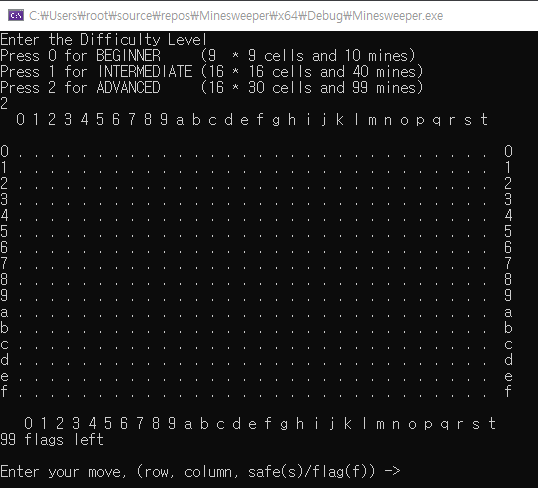 C:₩Users₩root₩source₩repos₩Minesweeper₩x64₩Debug₩Minesweeper.exe
Enter the Difficulty Level
Press 0 for BEGINNER     (9  * 9 cells and 10 mines)
Press 1 for INTERMEDIATE (16 * 16 cells and 40 mines)
Press 2 for ADVANCED     (16 * 30 cells and 99 mines)
2
  0 1 2 3 4 5 6 7 8 9 a b c d e f g h i j k l m n o p q r s t
0 . . . . . . . . . . . . . . . . . . . . . . . . . . . . . .  0
1 . . . . . . . . . . . . . . . . . . . . . . . . . . . . . .  1
2 . . . . . . . . . . . . . . . . . . . . . . . . . . . . . .  2
3 . . . . . . . . . . . . . . . . . . . . . . . . . . . . . .  3
4 . . . . . . . . . . . . . . . . . . . . . . . . . . . . . .  4
5 . . . . . . . . . . . . . . . . . . . . . . . . . . . . . .  5
6 . . . . . . . . . . . . . . . . . . . . . . . . . . . . . .  6
7 . . . . . . . . . . . . . . . . . . . . . . . . . . . . . .  7
8 . . . . . . . . . . . . . . . . . . . . . . . . . . . . . .  8
9 . . . . . . . . . . . . . . . . . . . . . . . . . . . . . .  9
a . . . . . . . . . . . . . . . . . . . . . . . . . . . . . .  a
b . . . . . . . . . . . . . . . . . . . . . . . . . . . . . .  b
c . . . . . . . . . . . . . . . . . . . . . . . . . . . . . .  c
d . . . . . . . . . . . . . . . . . . . . . . . . . . . . . .  d
e . . . . . . . . . . . . . . . . . . . . . . . . . . . . . .  e
f . . . . . . . . . . . . . . . . . . . . . . . . . . . . . .  f
   0 1 2 3 4 5 6 7 8 9 a b c d e f g h i j k l m n o p q r s t
99 flags left
Enter your move, (row, column, safe(s)/flag(f)) ->